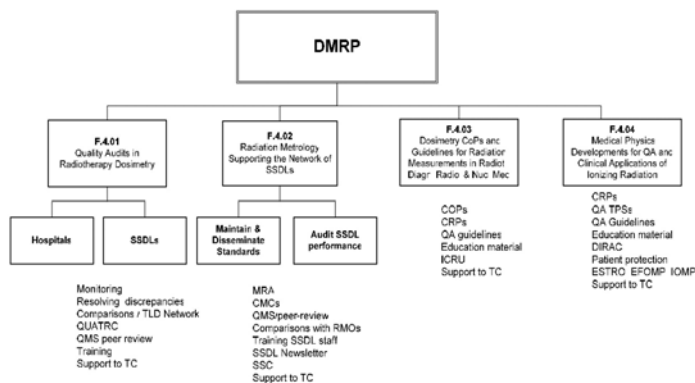 DMRP
F.4.01
Quality Audits in
Radiotherapy Dosimetry
F.4.02
Radiation Metrology
Supporting the Network of
SSDLs
F.4.03
Dosimetry CoPs and
Guidelines for Radiation
Measurements in Radiot
Diagr Radio & Nuc Mec
F.4.04
Medical Physics
Developments for QA and
Clinical Applications of
Ionizing Radiation
Hospitals
SSDLs
Maintain &
Disseminate
Standards
Audit SSDL
performance
Monitoring
Resolving discrepancies
Comparisons / TLD Network
QUATRC
QMS peer review
Training
Support to TC
MRA
CMCs
QMS/peer-review
Comparisons with RMOs
Training SSDL staff
SSDL Newsletter
SSC
Support to TC
COPs
CRPs
QA guidelines
Education material
ICRU
Support to TC
CRPs
QA TPSs
QA Guidelines
Education material
DIRAC
Patient protection
ESTRO EFOMP IOMP
Support to TC